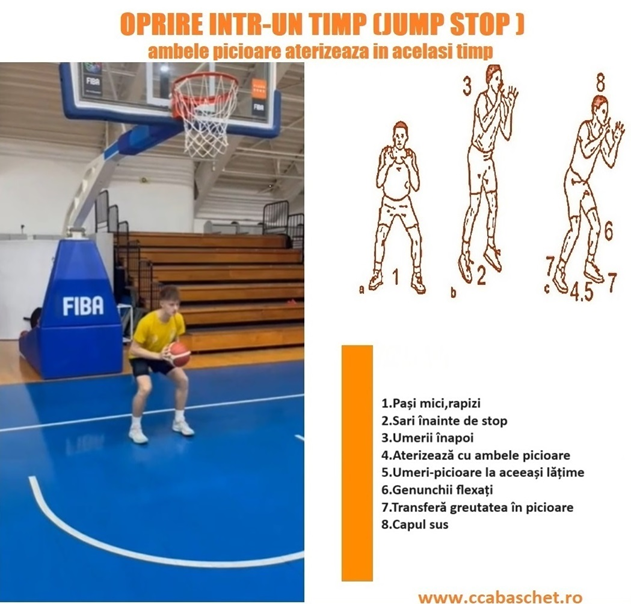 OPRIRE INTR-UN TIMP (JUMP STOP )
ambele picioare aterizeaza in acelasi timp
FIBA
FIBA
FIBA
3
8
1
2
6
7
7
4.5
a
b
c
1.Pași mici,rapizi
2.Sari înainte de stop
3.Umerii înapoi
4.Aterizează cu ambele picioare
5.Umeri-picioare la aceeași lățime
6.Genunchii flexați
7.Transferă greutatea în picioare
8.Capul sus
www.ccabaschet.ro